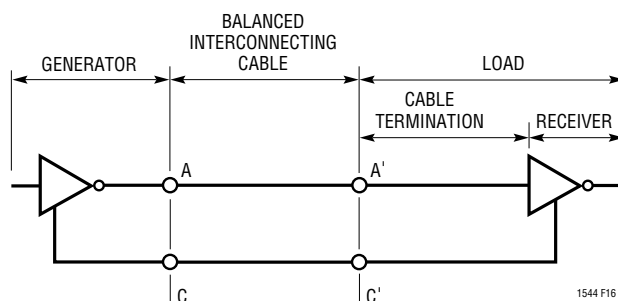 BALANCED
INTERCONNECTING
CABLE
GENERATOR
LOAD
CABLE
TERMINATION
RECEIVER
A
A'
C
C'
1544 F16